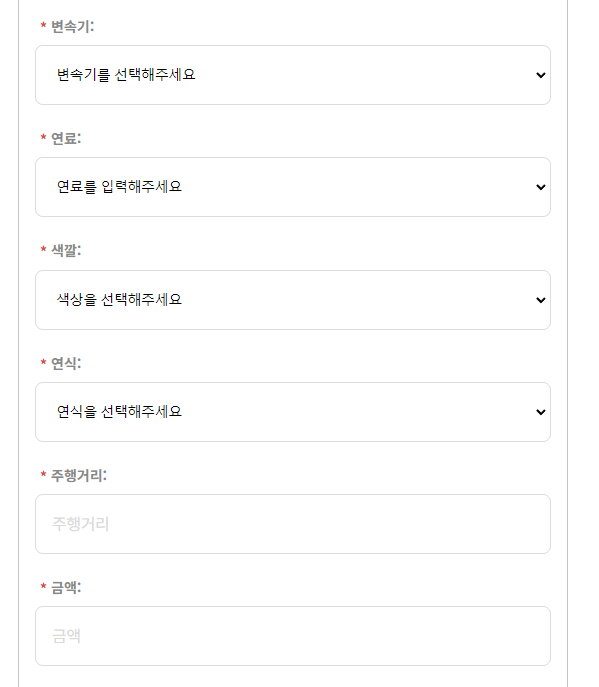 * 변속기:
변속기를 선택해주세요
* 연료:
연료를 입력해주세요
* 색깔:
색상을 선택해주세요
* 연식:
연식을 선택해주세요
* 주행거리:
주행거리
* 금액:
금액